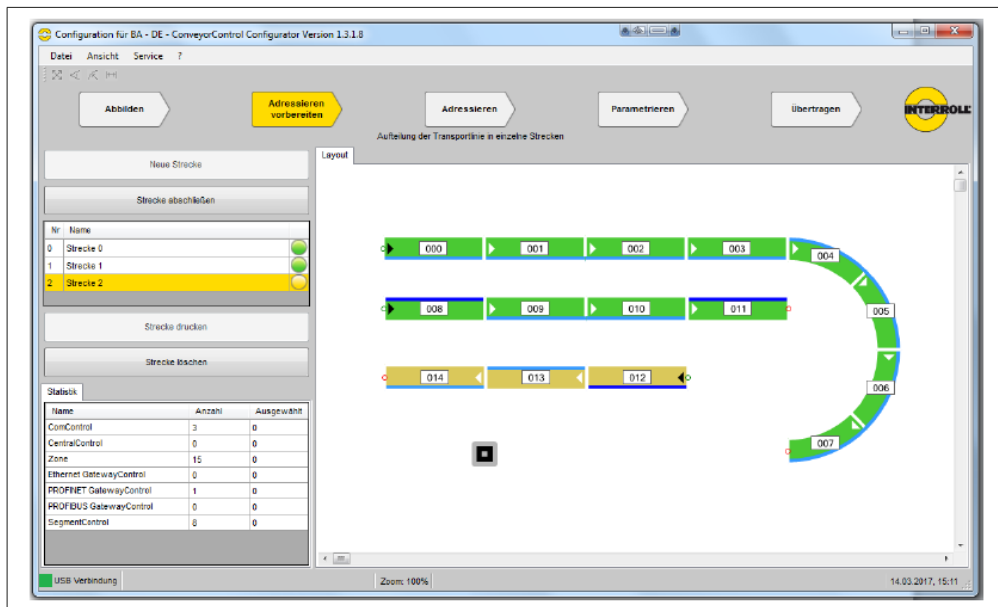 Configuration für BA - DE - ConveyorControl Configurator Version 1.3.1.8
Datei Ansicht Service ?
Abbilden
Adressieren
vorbereiten
Adressieren
Parametrieren
Übertragen
INTERROLL
Aufteilung der Transportlinie in einzelne Strecken
Neue Strecke
Strecke abschließen
Nr Name
0 Strecke 0
1 Strecke 1
2 Strecke 2
Strecke drucken
Strecke löschen
Statistik
Name Anzahl Ausgewählt
ComControl 3 0
CentralControl 0 0
Zone 15 0
Ethernet GatewayControl 0 0
PROFINET GatewayControl 1 0
PROFIBUS GatewayControl 0 0
SegmentControl 8 0
Layout
000 001 002 003 004
008 009 010 011 005
014 013 012 006
007
USB Verbindung Zoom: 100% 14.03.2017, 15:11